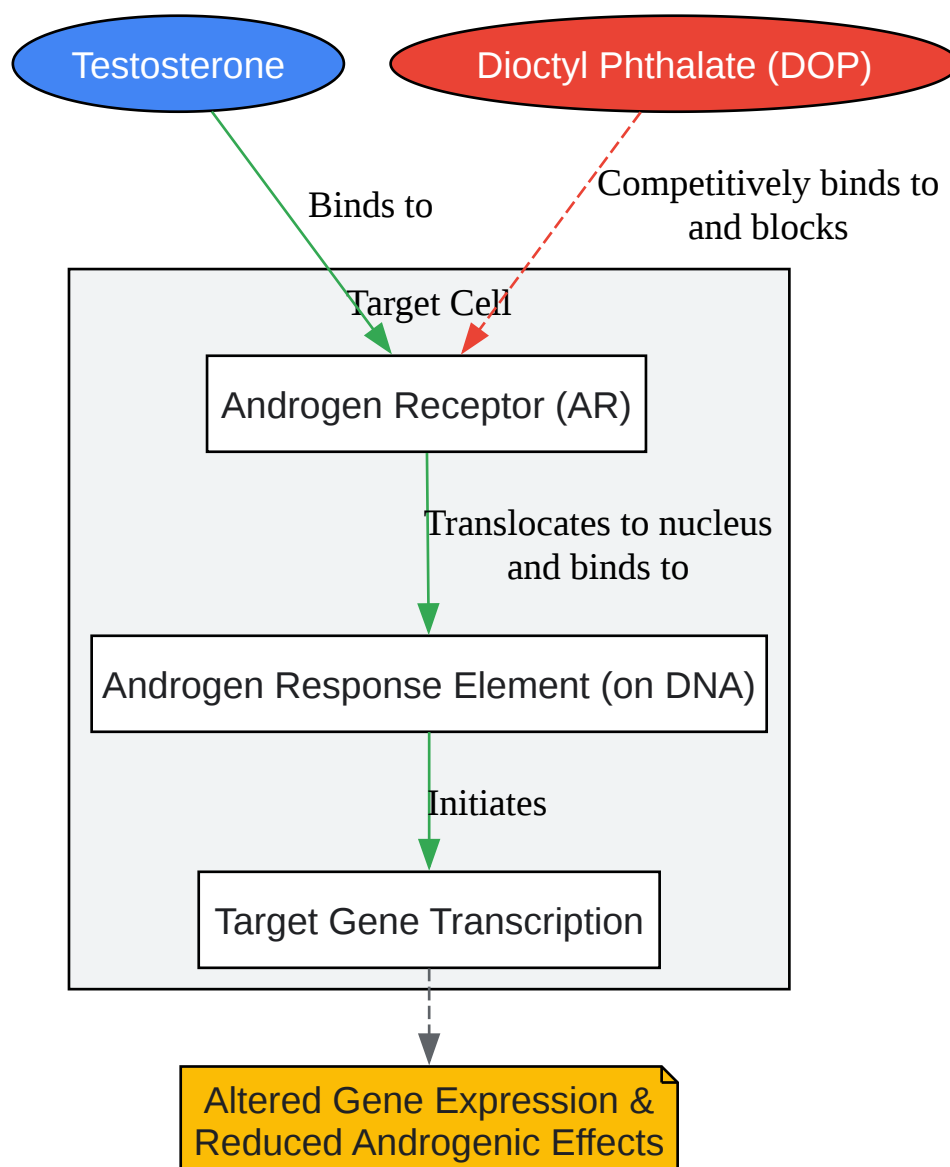 Testosterone
Dioctyl Phthalate (DOP)
Binds to
Competitively binds to
and blocks
Target Cell
Androgen Receptor (AR)
Translocates to nucleus
and binds to
Androgen Response Element (on DNA)
Initiates
Target Gene Transcription
Altered Gene Expression &
Reduced Androgenic Effects